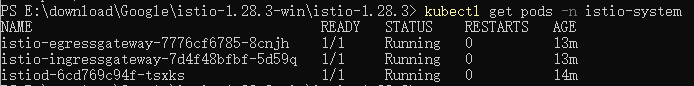 PS E:\download\Google\istio-1.28.3-win\istio-1.28.3> kubectl get pods -n istio-system
NAME READY STATUS RESTARTS AGE
istio-egressgateway-7776cf6785-8cnjh 1/1 Running 0 13m
istio-ingressgateway-7d4f48bfbf-5d59q 1/1 Running 0 13m
istiod-6cd769c94f-tsxks 1/1 Running 0 14m